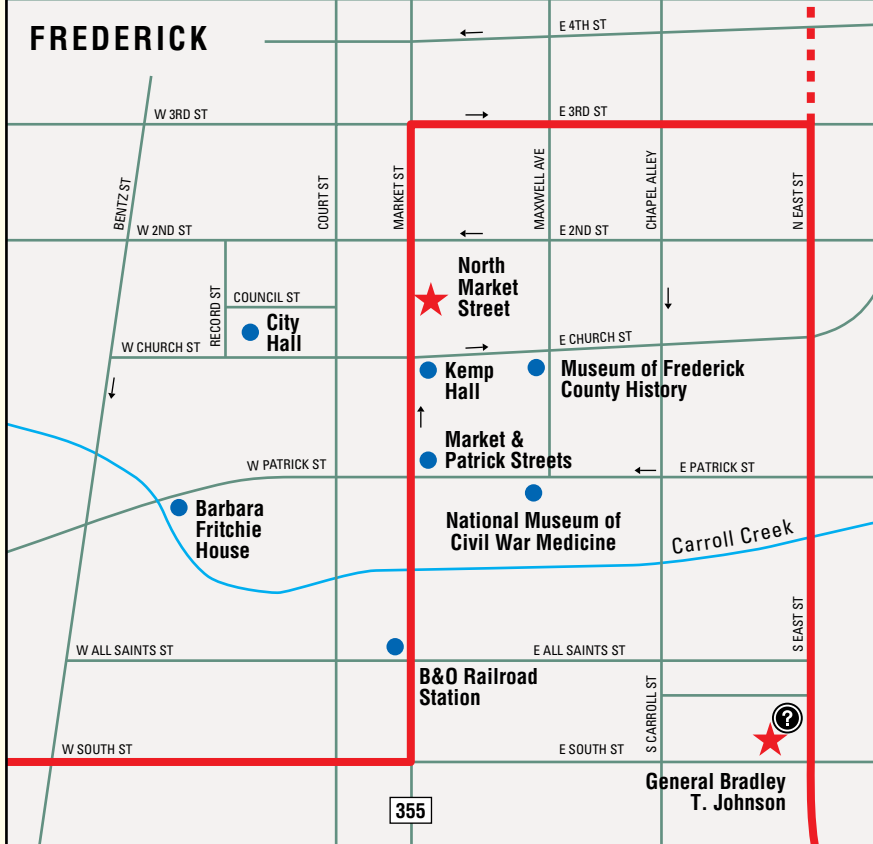 FREDERICK
E 4TH ST
W 3RD ST
E 3RD ST
BENTZ ST
COURT ST
MARKET ST
MAXWELL AVE
CHAPEL ALLEY
N EAST ST
W 2ND ST
E 2ND ST
RECORD ST
COUNCIL ST
North
Market
Street
City
Hall
W CHURCH ST
E CHURCH ST
Kemp
Hall
Museum of Frederick
County History
Market &
Patrick Streets
W PATRICK ST
E PATRICK ST
Barbara
Fritchie
House
National Museum of
Civil War Medicine
Carroll Creek
S EAST ST
W ALL SAINTS ST
E ALL SAINTS ST
B&O Railroad
Station
S CARROLL ST
?
W SOUTH ST
E SOUTH ST
General Bradley
T. Johnson
355